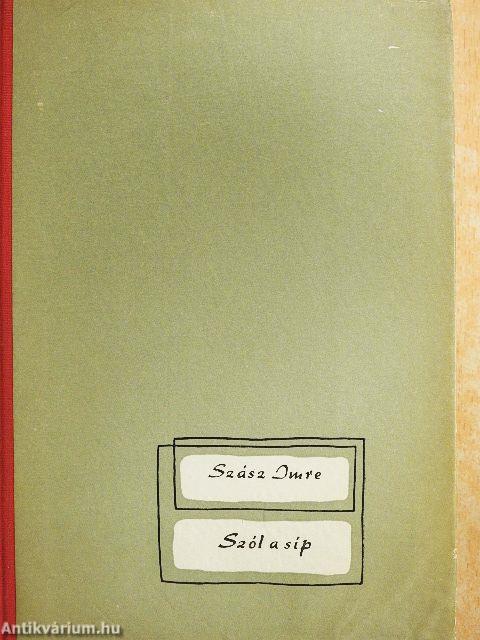 Szász Imre
Szól a síp
Antikvárium.hu